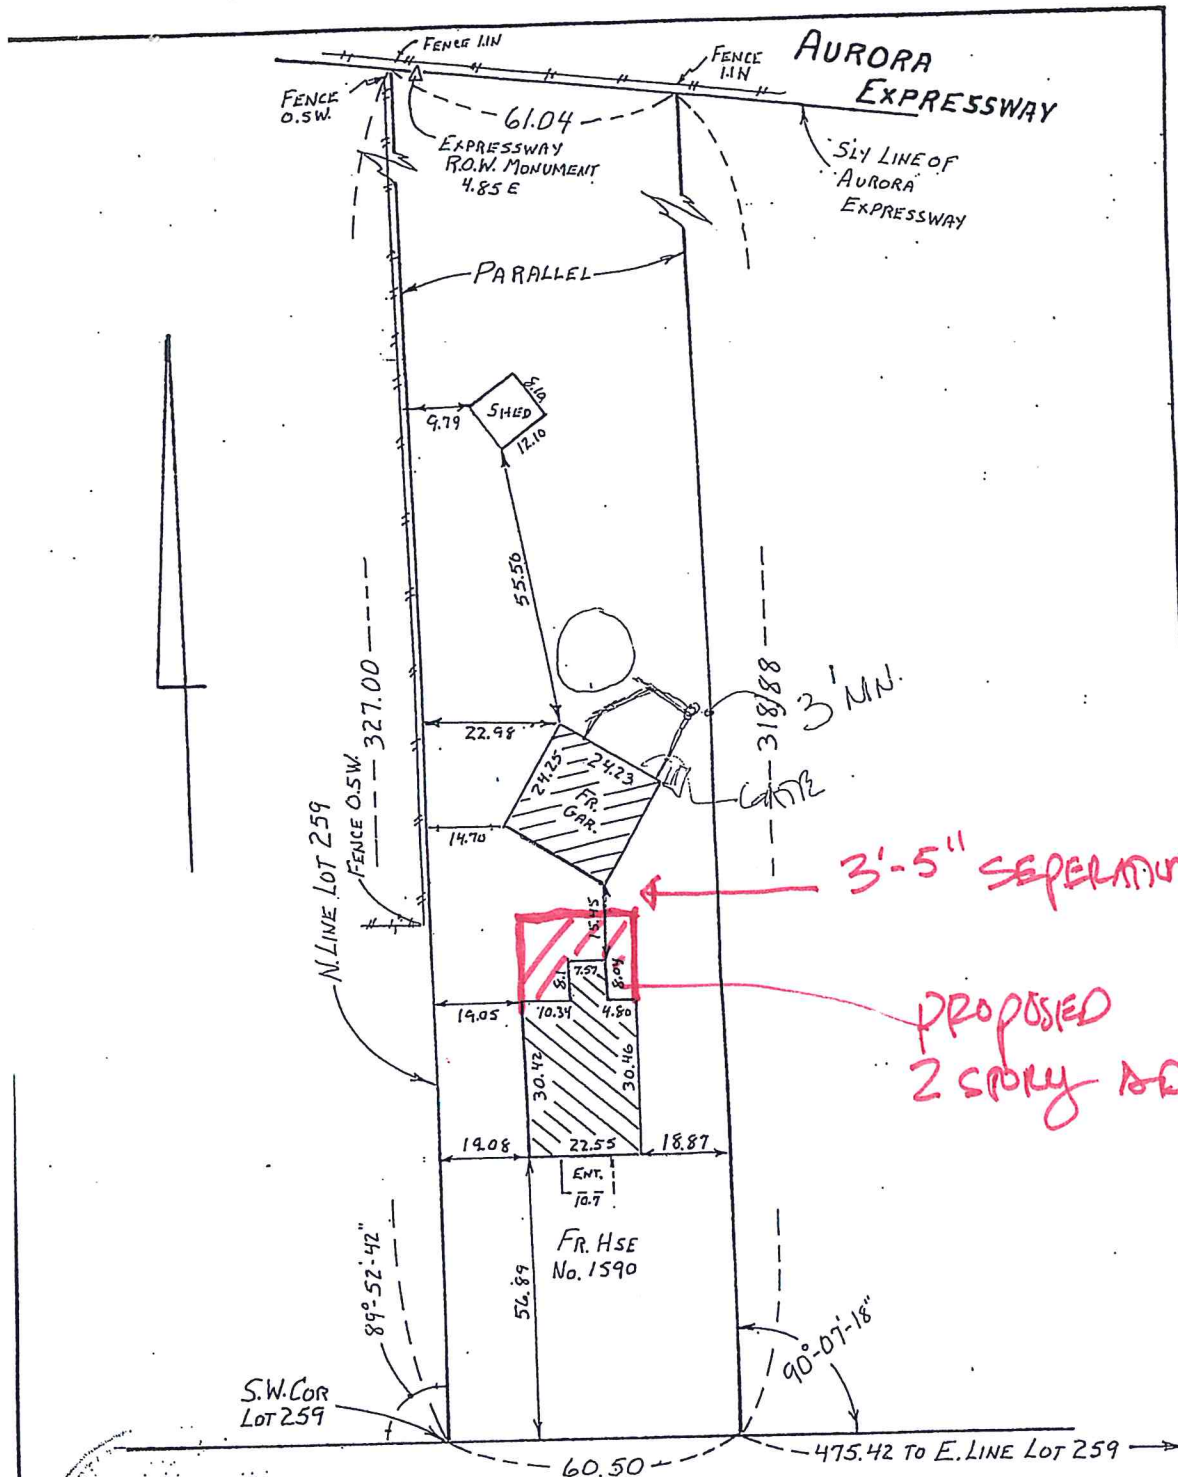 FENCE 1.1N
AURORA
EXPRESSWAY
FENCE
1.1N
FENCE
0.5W.
61.04
EXPRESSWAY
R.O.W. MONUMENT
4.85 E
S'LY LINE OF
AURORA
EXPRESSWAY
PARALLEL
SHED
9.79
12.10
55.50
327.00
318.88
3' MIN.
22.98
24.25
24.23
FR.
GAR.
GATE
14.70
N. LINE LOT 259
FENCE 0.5W.
3'-5" SEPERATION
15.45
7.57
8.1
8.04
19.05
10.34
4.80
PROPOSED
2 STORY
30.42
30.46
19.08
22.55
18.87
ENT.
10.7
FR. HSE
No. 1590
56.89
89°-52'-42"
90°-07'-18"
S.W. COR
LOT 259
60.50
475.42 TO E. LINE LOT 259